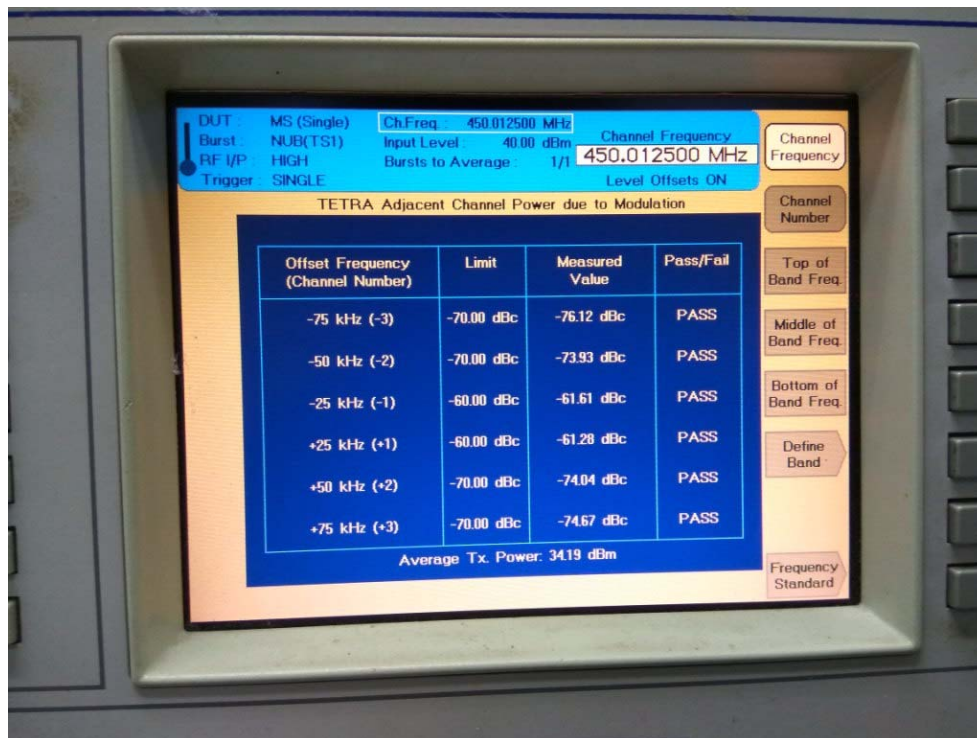 DUT : MS (Single) Ch.Freq. : 450.012500 MHz
Burst : NUB(TS1) Input Level : 40.00 dBm Channel Frequency
RF I/P : HIGH Bursts to Average : 1/1 450.012500 MHz
Trigger : SINGLE Level Offsets ON
TETRA Adjacent Channel Power due to Modulation
Offset Frequency Limit Measured Pass/Fail
(Channel Number) Value
-75 kHz (-3) -70.00 dBc -76.12 dBc PASS
-50 kHz (-2) -70.00 dBc -73.93 dBc PASS
-25 kHz (-1) -60.00 dBc -61.61 dBc PASS
+25 kHz (+1) -60.00 dBc -61.28 dBc PASS
+50 kHz (+2) -70.00 dBc -74.04 dBc PASS
+75 kHz (+3) -70.00 dBc -74.67 dBc PASS
Average Tx. Power: 34.19 dBm
Channel
Frequency
Channel
Number
Top of
Band Freq.
Middle of
Band Freq.
Bottom of
Band Freq.
Define
Band
Frequency
Standard